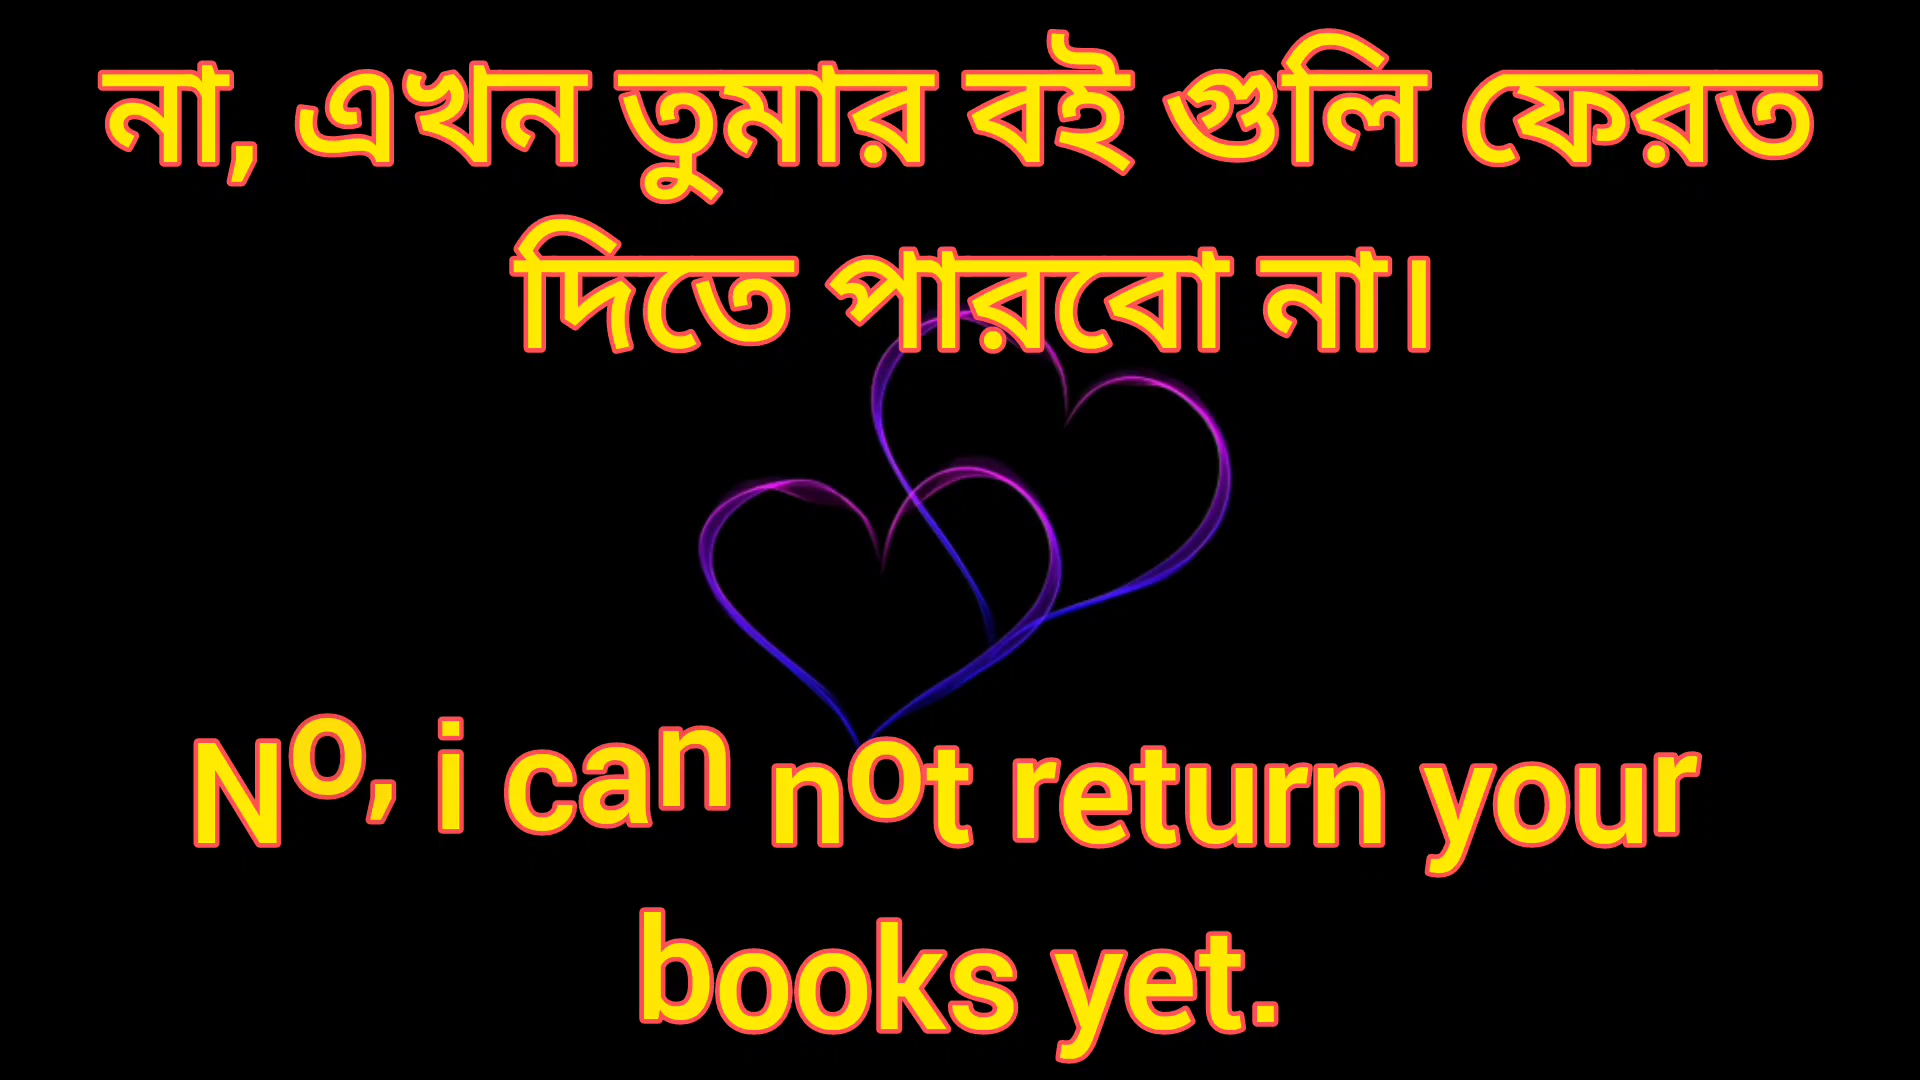 না, এখন তুমার বই গুলি ফেরত
দিতে পারবো না।
No, i can not return your
books yet.